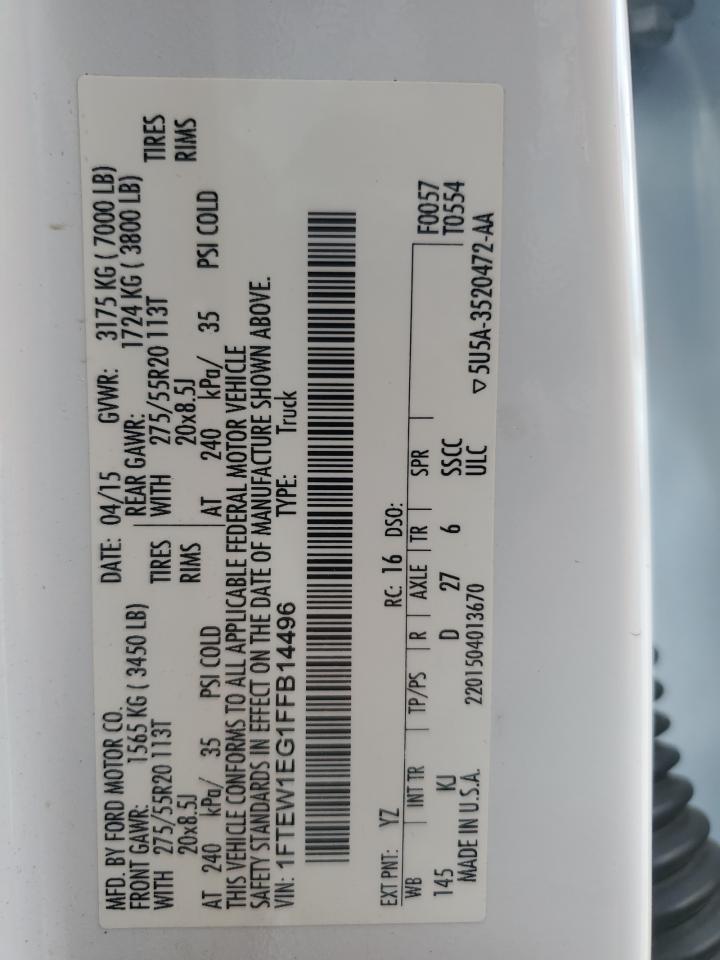 MFD. BY FORD MOTOR CO. DATE: 04/15 GVWR: 3175 KG ( 7000 LB)
FRONT GAWR: 1565 KG ( 3450 LB) REAR GAWR: 1724 KG ( 3800 LB)
WITH 275/55R20 113T TIRES WITH 275/55R20 113T TIRES
20x8.5J RIMS 20x8.5J RIMS
AT 240 kPa/ 35 PSI COLD AT 240 kPa/ 35 PSI COLD
THIS VEHICLE CONFORMS TO ALL APPLICABLE FEDERAL MOTOR VEHICLE
SAFETY STANDARDS IN EFFECT ON THE DATE OF MANUFACTURE SHOWN ABOVE.
VIN: 1FTEW1EG1FFB14496 TYPE: Truck
EXT PNT: YZ RC: 16 DSO:
WB INT TR TP/PS R AXLE TR SPR F0057
145 KJ D 27 6 SSCC T0554
MADE IN U.S.A. 2201504013670 ULC ▽5U5A-3520472-AA